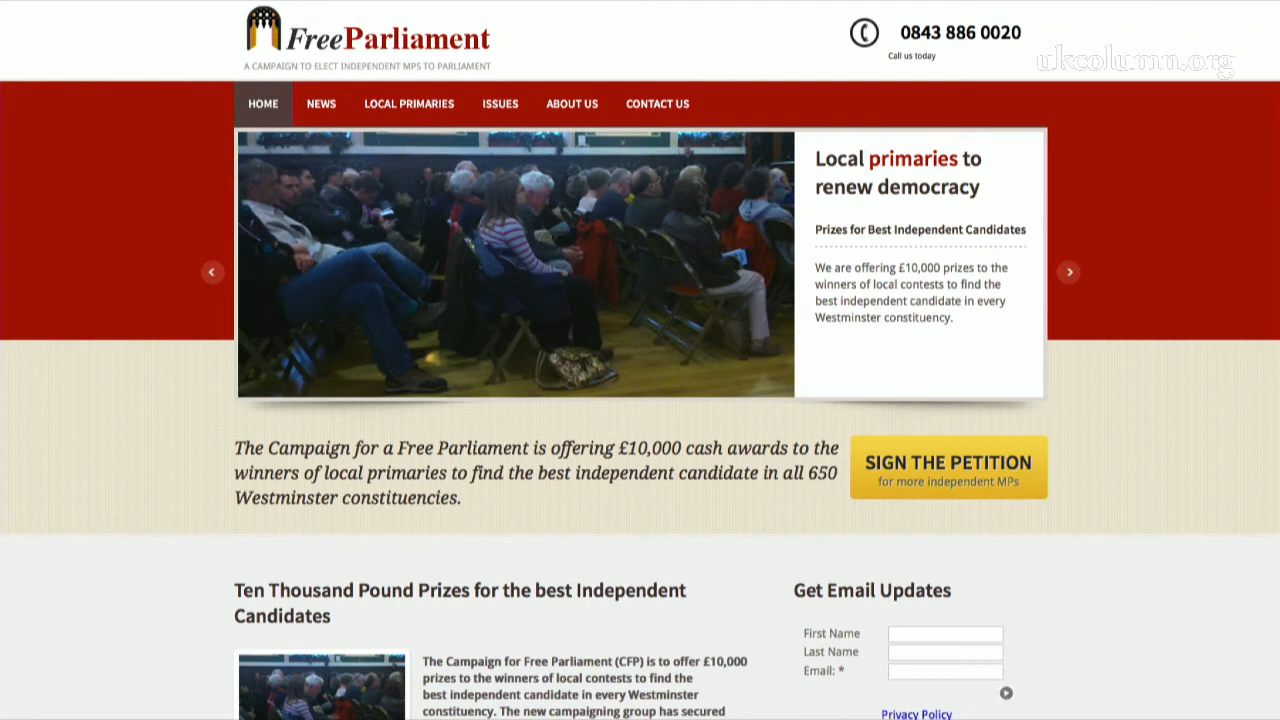 FreeParliament
A CAMPAIGN TO ELECT INDEPENDENT MPS TO PARLIAMENT
0843 886 0020
Call us today
ukcolumn.org
HOME NEWS LOCAL PRIMARIES ISSUES ABOUT US CONTACT US
Local primaries to
renew democracy
Prizes for Best Independent Candidates
We are offering £10,000 prizes to the
winners of local contests to find the
best independent candidate in every
Westminster constituency.
The Campaign for a Free Parliament is offering £10,000 cash awards to the
winners of local primaries to find the best independent candidate in all 650
Westminster constituencies.
SIGN THE PETITION
for more independent MPs
Ten Thousand Pound Prizes for the best Independent
Candidates
The Campaign for Free Parliament (CFP) is to offer £10,000
prizes to the winners of local contests to find the
best independent candidate in every Westminster
constituency. The new campaigning group has secured
Get Email Updates
First Name
Last Name
Email: *
Privacy Policy